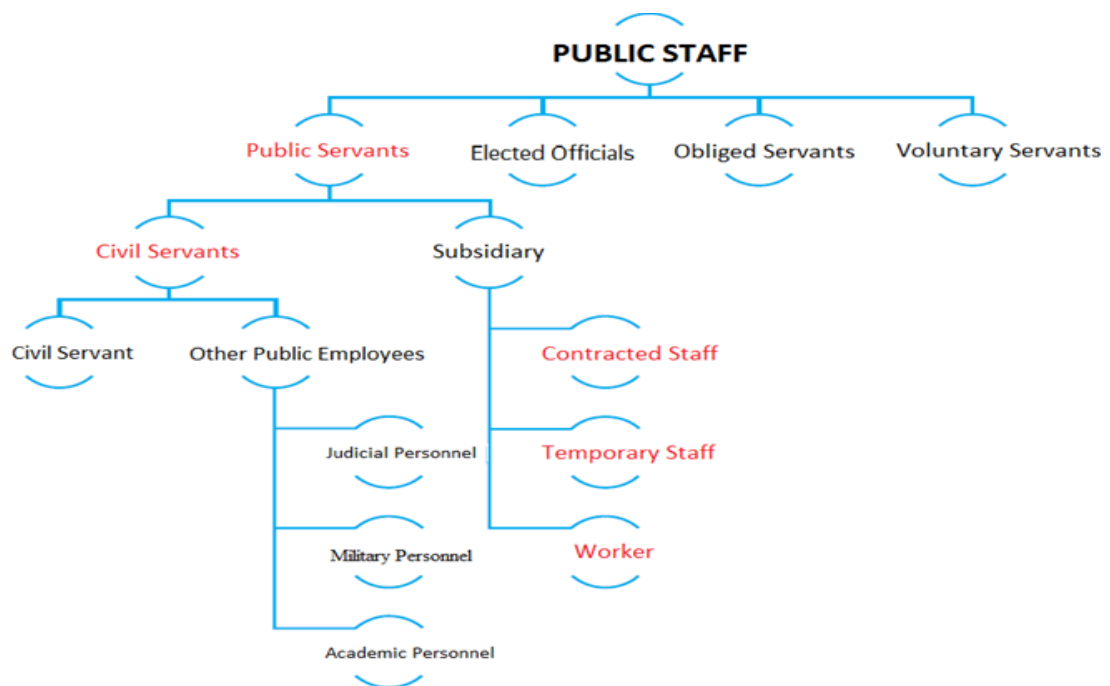 PUBLIC STAFF
Public Servants
Elected Officials
Obliged Servants
Voluntary Servants
Civil Servants
Subsidiary
Civil Servant
Other Public Employees
Contracted Staff
Judicial Personnel
Temporary Staff
Military Personnel
Worker
Academic Personnel